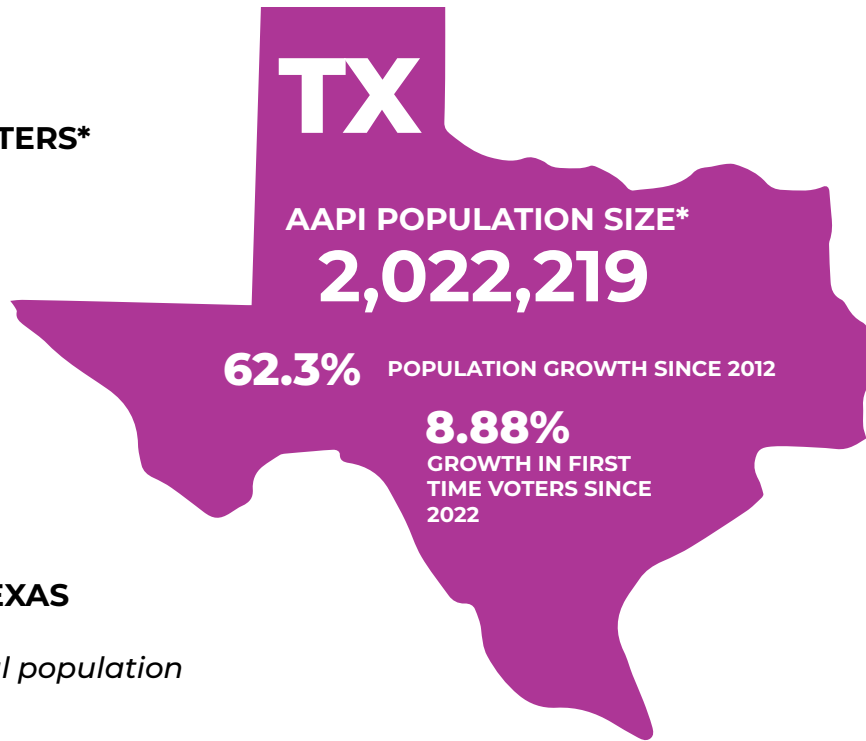 TX
TERS*
AAPI POPULATION SIZE*
2,022,219
62.3% POPULATION GROWTH SINCE 2012
8.88%
GROWTH IN FIRST
TIME VOTERS SINCE
2022
EXAS
l population